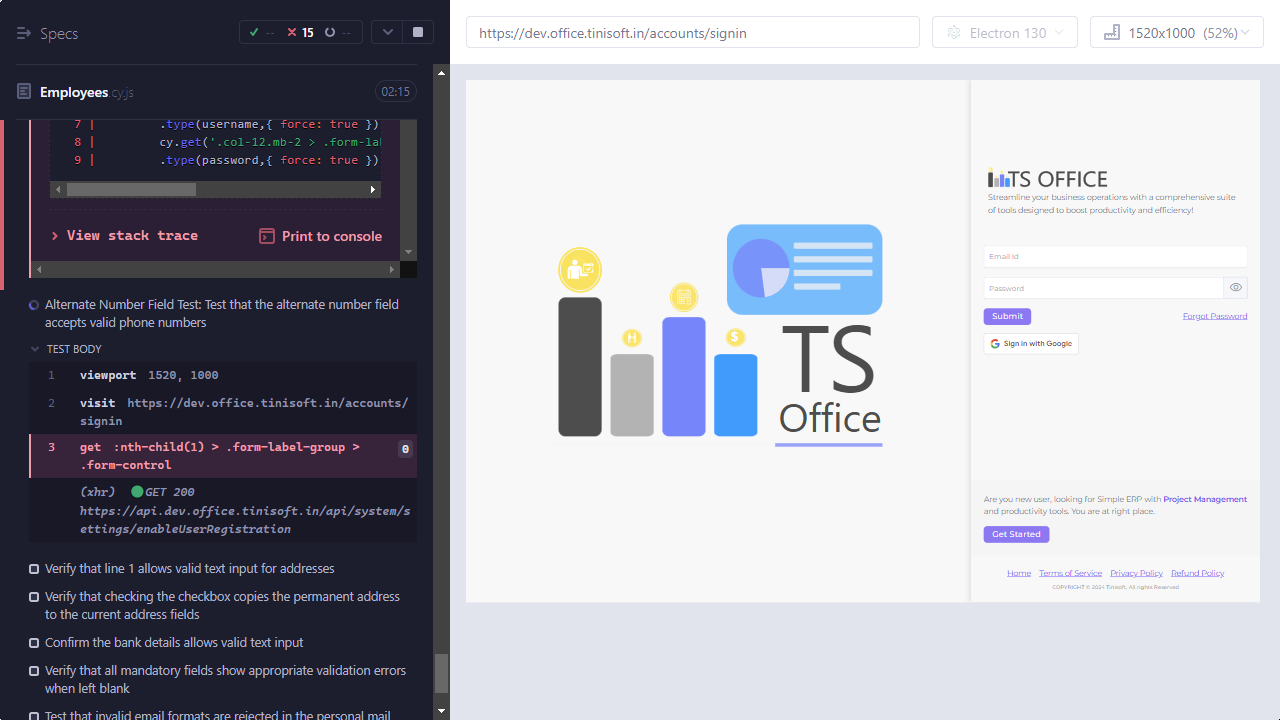 Specs
-- 15 --
Employees.cy.js 02:15
7 | .type(username,{ force: true })
8 | cy.get('.col-12.mb-2 > .form-lal
9 | .type(password,{ force: true })
View stack trace
Print to console
Alternate Number Field Test: Test that the alternate number field
accepts valid phone numbers
TEST BODY
1 viewport 1520, 1000
2 visit https://dev.office.tinisoft.in/accounts/
signin
3 get :nth-child(1) > .form-label-group > 0
.form-control
(xhr) GET 200
https://api.dev.office.tinisoft.in/api/system/s
ettings/enableUserRegistration
Verify that line 1 allows valid text input for addresses
Verify that checking the checkbox copies the permanent address
to the current address fields
Confirm the bank details allows valid text input
Verify that all mandatory fields show appropriate validation errors
when left blank
Test that invalid email formats are rejected in the personal mail
https://dev.office.tinisoft.in/accounts/signin
Electron 130
1520x1000 (52%)
TS
Office
TS OFFICE
Streamline your business operations with a comprehensive suite
of tools designed to boost productivity and efficiency!
Email Id
Password
Submit
Forgot Password
Sign in with Google
Are you new user, looking for Simple ERP with Project Management
and productivity tools. You are at right place.
Get Started
Home Terms of Service Privacy Policy Refund Policy
COPYRIGHT © 2024 Tinisoft, All rights Reserved